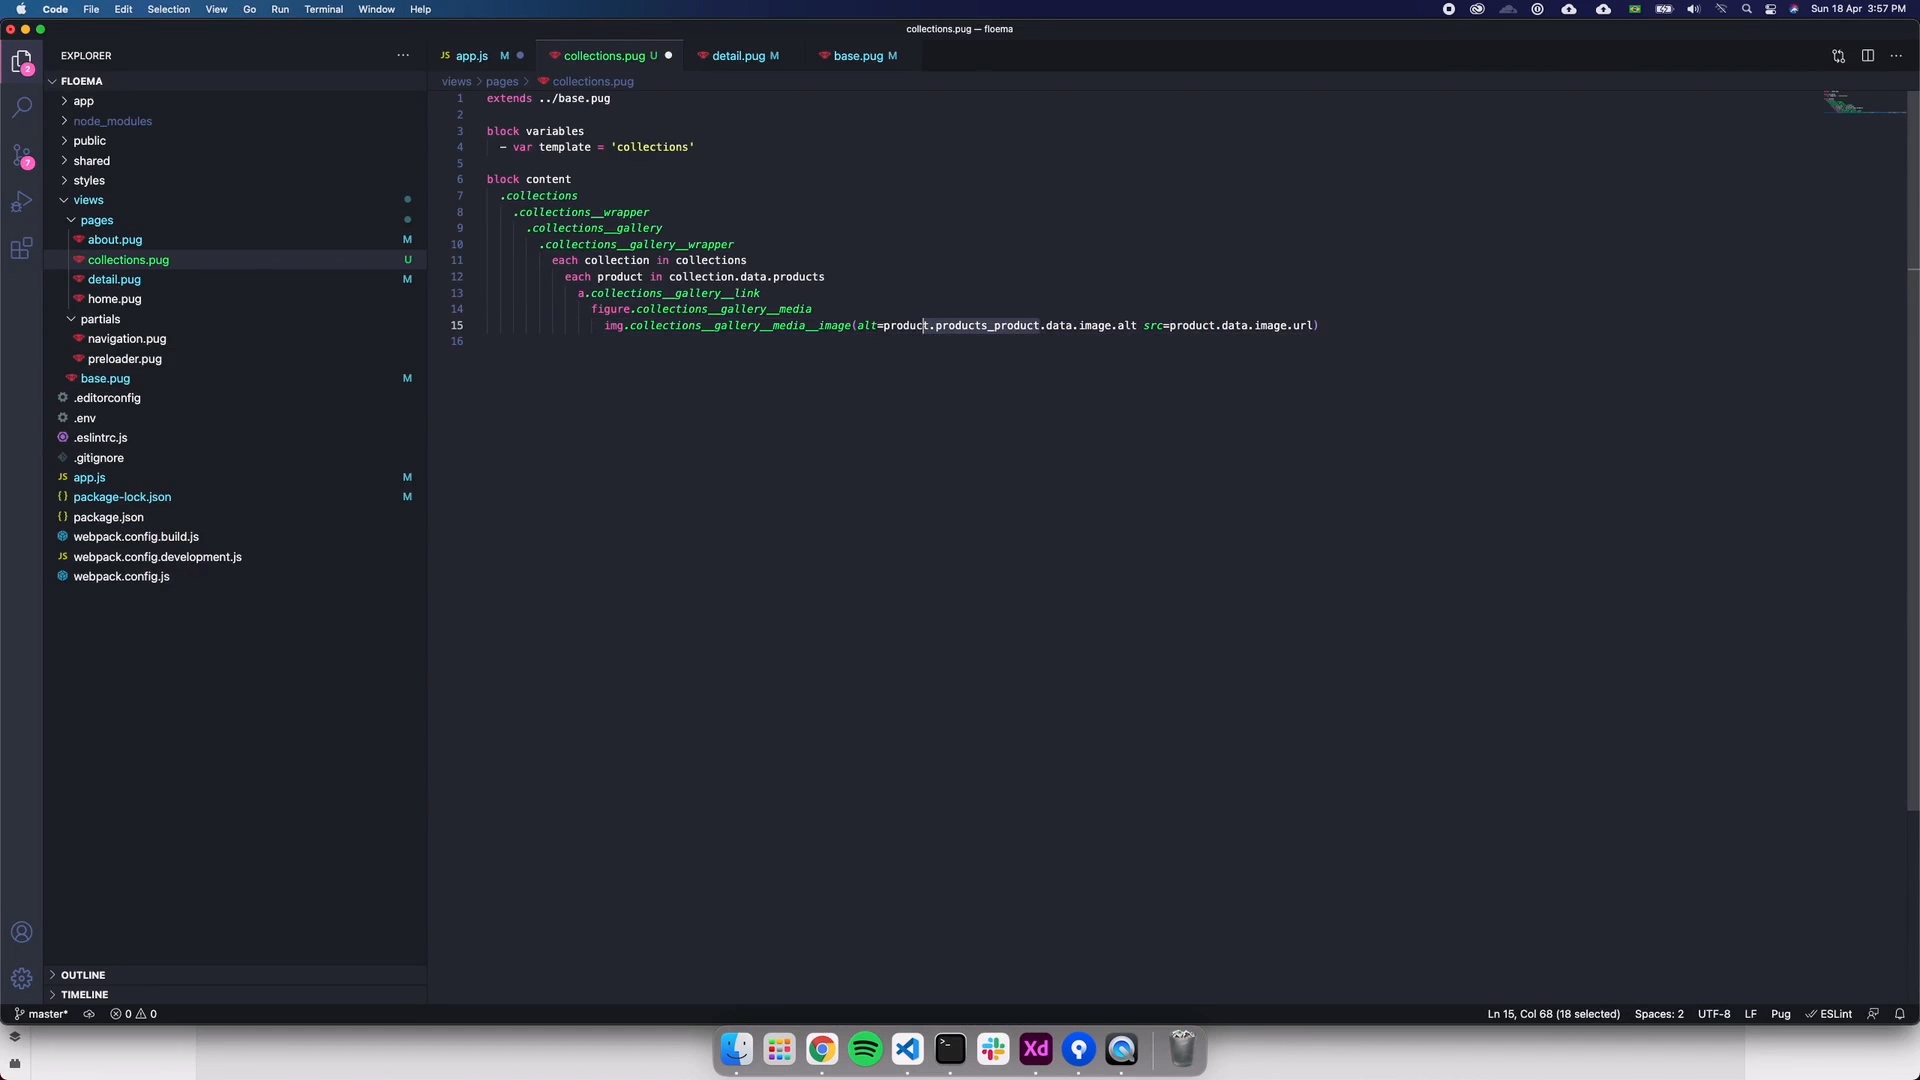 Code File Edit Selection View Go Run Terminal Window Help Sun 18 Apr 3:57 PM
collections.pug — floema
EXPLORER ···
app.js M collections.pug U detail.pug M base.pug M
FLOEMA
app
node_modules
public
shared
styles
views
pages
about.pug M
collections.pug U
detail.pug M
home.pug
partials
navigation.pug
preloader.pug
base.pug M
.editorconfig
.env
.eslintrc.js
.gitignore
JS app.js M
{} package-lock.json M
{} package.json
webpack.config.build.js
JS webpack.config.development.js
webpack.config.js
OUTLINE
TIMELINE
2
7
views > pages > collections.pug
1 extends ../base.pug
2
3 block variables
4 - var template = 'collections'
5
6 block content
7 .collections
8 .collections__wrapper
9 .collections__gallery
10 .collections__gallery__wrapper
11 each collection in collections
12 each product in collection.data.products
13 a.collections__gallery__link
14 figure.collections__gallery__media
15 img.collections__gallery__media__image(alt=product.products_product.data.image.alt src=product.data.image.url)
16
master* 0 0 Ln 15, Col 68 (18 selected) Spaces: 2 UTF-8 LF Pug ESLint
Xd